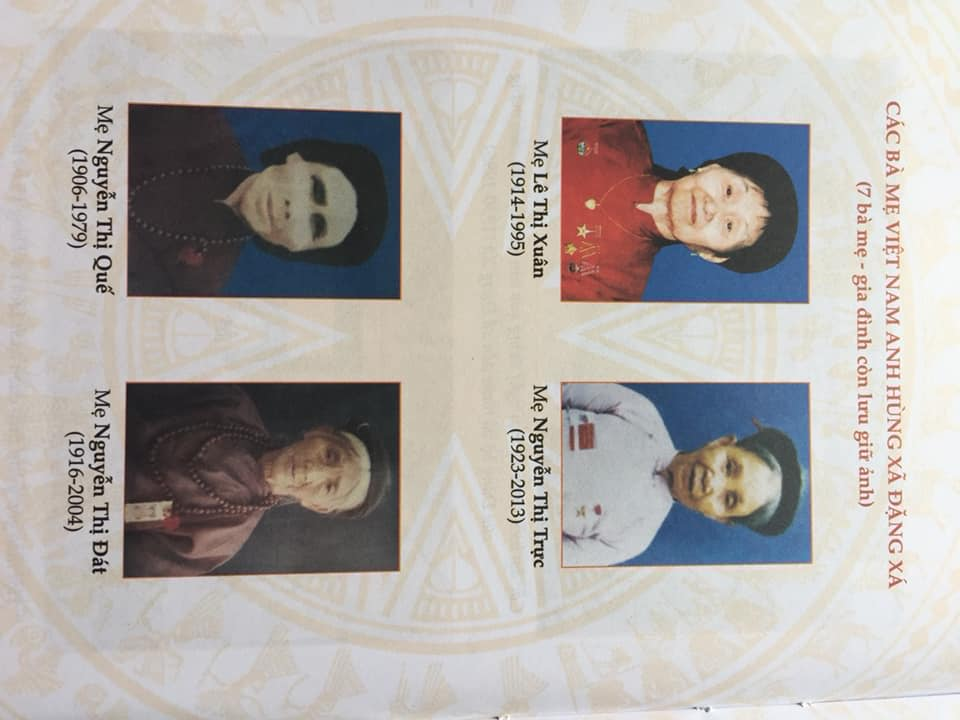 CÁC BÀ MẸ VIỆT NAM ANH HÙNG XÃ ĐẶNG XÁ
(7 bà mẹ - gia đình còn lưu giữ ảnh)
Mẹ Lê Thị Xuân
(1914-1995)
Mẹ Nguyễn Thị Trực
(1923-2013)
Mẹ Nguyễn Thị Quế
(1906-1979)
Mẹ Nguyễn Thị Đát
(1916-2004)